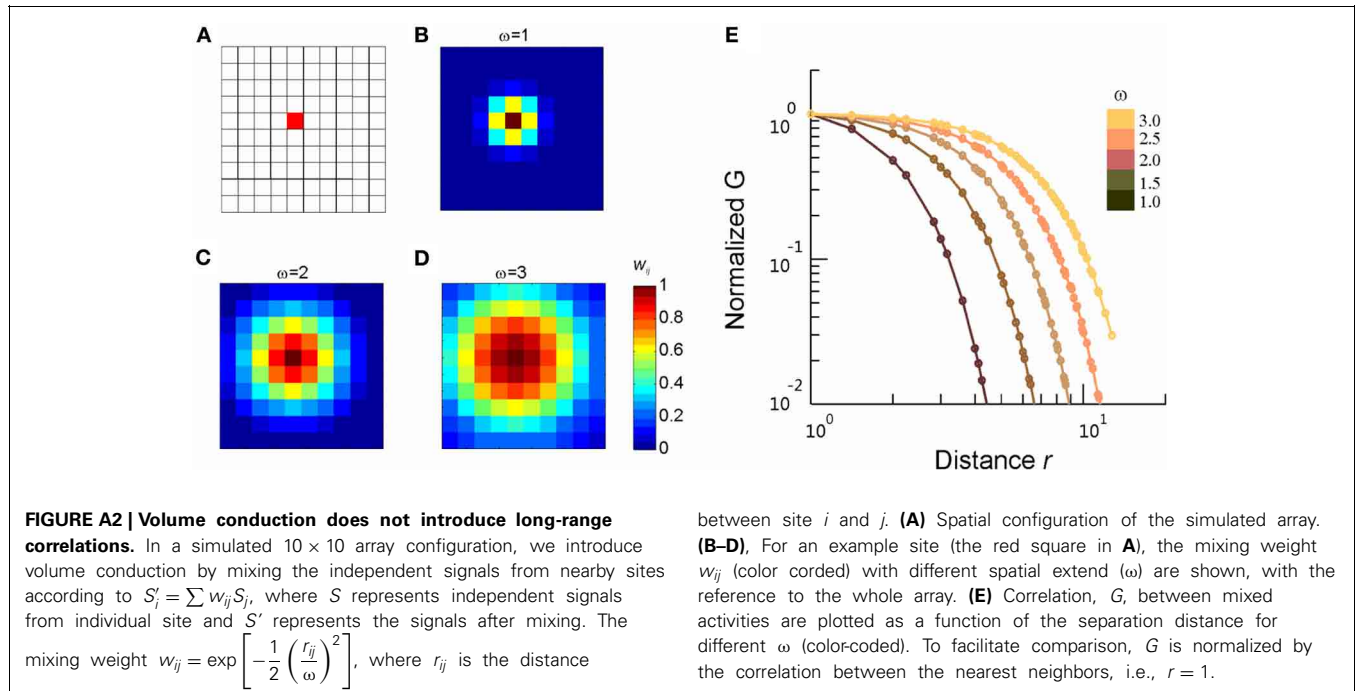 A
B
ω=1
E
C
ω=2
D
ω=3
w_ij
1
0.8
0.6
0.4
0.2
0
Normalized G
10^0
10^-1
10^-2
10^0
10^1
Distance r
ω
3.0
2.5
2.0
1.5
1.0
FIGURE A2 | Volume conduction does not introduce long-range
correlations. In a simulated 10 × 10 array configuration, we introduce
volume conduction by mixing the independent signals from nearby sites
according to S′_i = ∑ w_ij S_j, where S represents independent signals
from individual site and S′ represents the signals after mixing. The
mixing weight w_ij = exp [ −1/2 (r_ij/ω)^2 ], where r_ij is the distance
between site i and j. (A) Spatial configuration of the simulated array.
(B–D), For an example site (the red square in A), the mixing weight
w_ij (color corded) with different spatial extend (ω) are shown, with the
reference to the whole array. (E) Correlation, G, between mixed
activities are plotted as a function of the separation distance for
different ω (color-coded). To facilitate comparison, G is normalized by
the correlation between the nearest neighbors, i.e., r = 1.